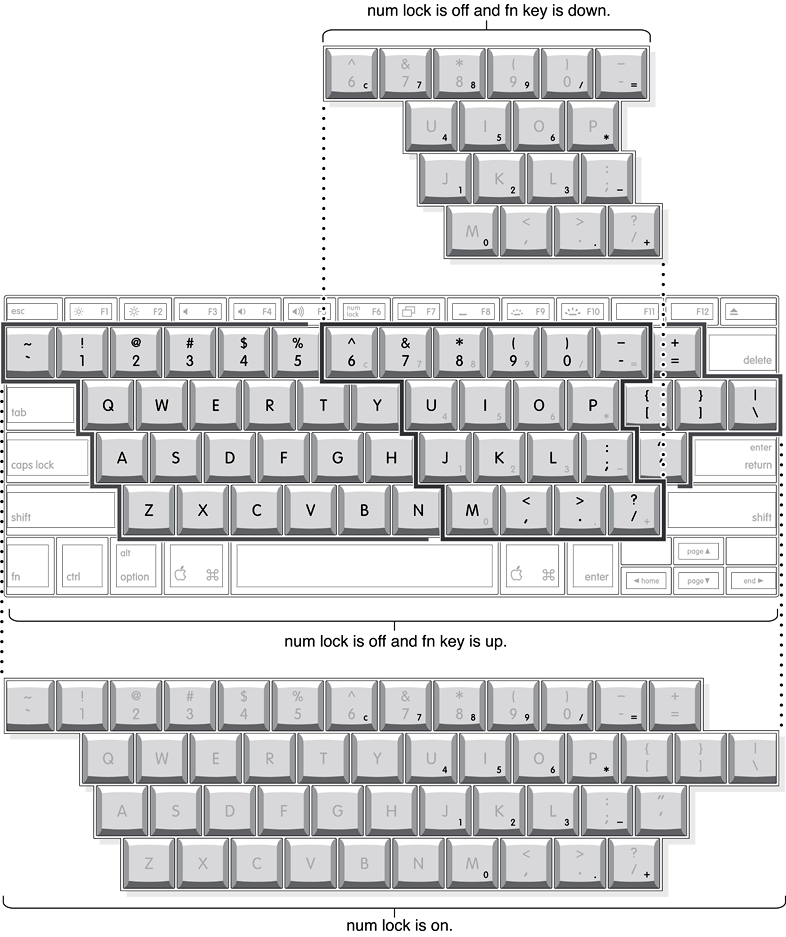 num lock is off and fn key is down.
^ & * ( ) –
6 c 7 7 8 8 9 9 0 / - =
U 4 I 5 O 6 P *
J 1 K 2 L 3 : ; –
M 0 < , > . . ? / +
esc F1 F2 F3 F4 F5 num lock F6 F7 F8 F9 F10 F11 F12
~ ! @ # $ % ^ & * ( ) – +
` 1 2 3 4 5 6 c 7 7 8 8 9 9 0 / - = = delete
tab Q W E R T Y U 4 I 5 O 6 P * { [ } ] | \
caps lock A S D F G H J 1 K 2 L 3 : ; – " ' enter return
shift Z X C V B N M 0 < , > . . ? / + shift
fn ctrl alt option ⌘ ⌘ enter page ▲
◄ home page ▼ end ►
num lock is off and fn key is up.
~ ! @ # $ % ^ & * ( ) – +
` 1 2 3 4 5 6 c 7 7 8 8 9 9 0 / - = =
Q W E R T Y U 4 I 5 O 6 P * { [ } ] | \
A S D F G H J 1 K 2 L 3 : ; – " '
Z X C V B N M 0 < , > . . ? / +
num lock is on.